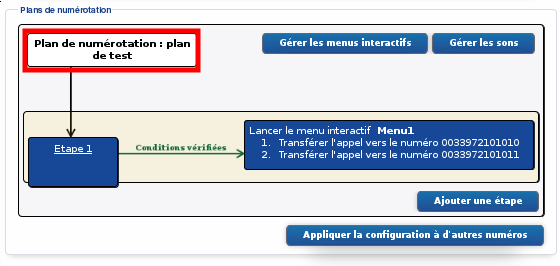 Plans de numérotation
Plan de numérotation : plan
de test
Gérer les menus interactifs
Gérer les sons
Etape 1
Conditions vérifiées
Lancer le menu interactif Menu1
1. Transférer l'appel vers le numéro 0033972101010
2. Transférer l'appel vers le numéro 0033972101011
Ajouter une étape
Appliquer la configuration à d'autres numéros